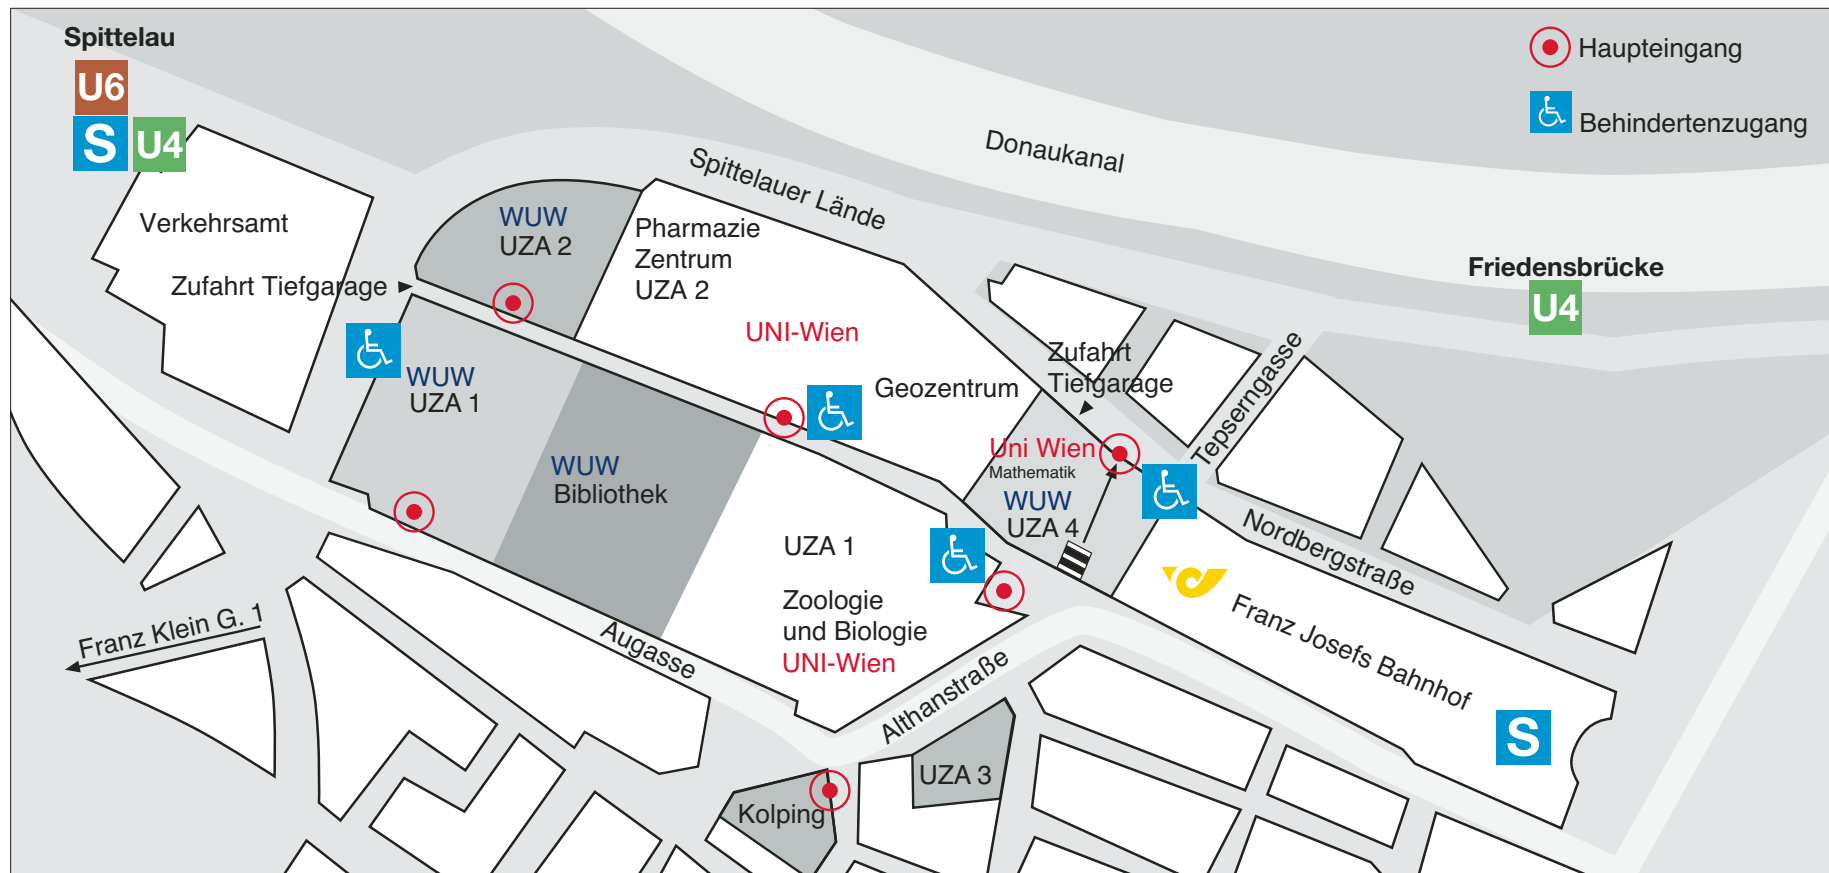 Spittelau
U6
S U4
Haupteingang
Behindertenzugang
Donaukanal
Spittelauer Lände
Verkehrsamt
WUW
UZA 2
Pharmazie
Zentrum
UZA 2
Zufahrt Tiefgarage
UNI-Wien
Friedensbrücke
U4
Zufahrt
Tiefgarage
Tepserngasse
WUW
UZA 1
Geozentrum
Uni Wien
Mathematik
WUW
UZA 4
WUW
Bibliothek
Nordbergstraße
UZA 1
Zoologie
und Biologie
UNI-Wien
Franz Josefs Bahnhof
S
Franz Klein G. 1
Augasse
Althanstraße
UZA 3
Kolping